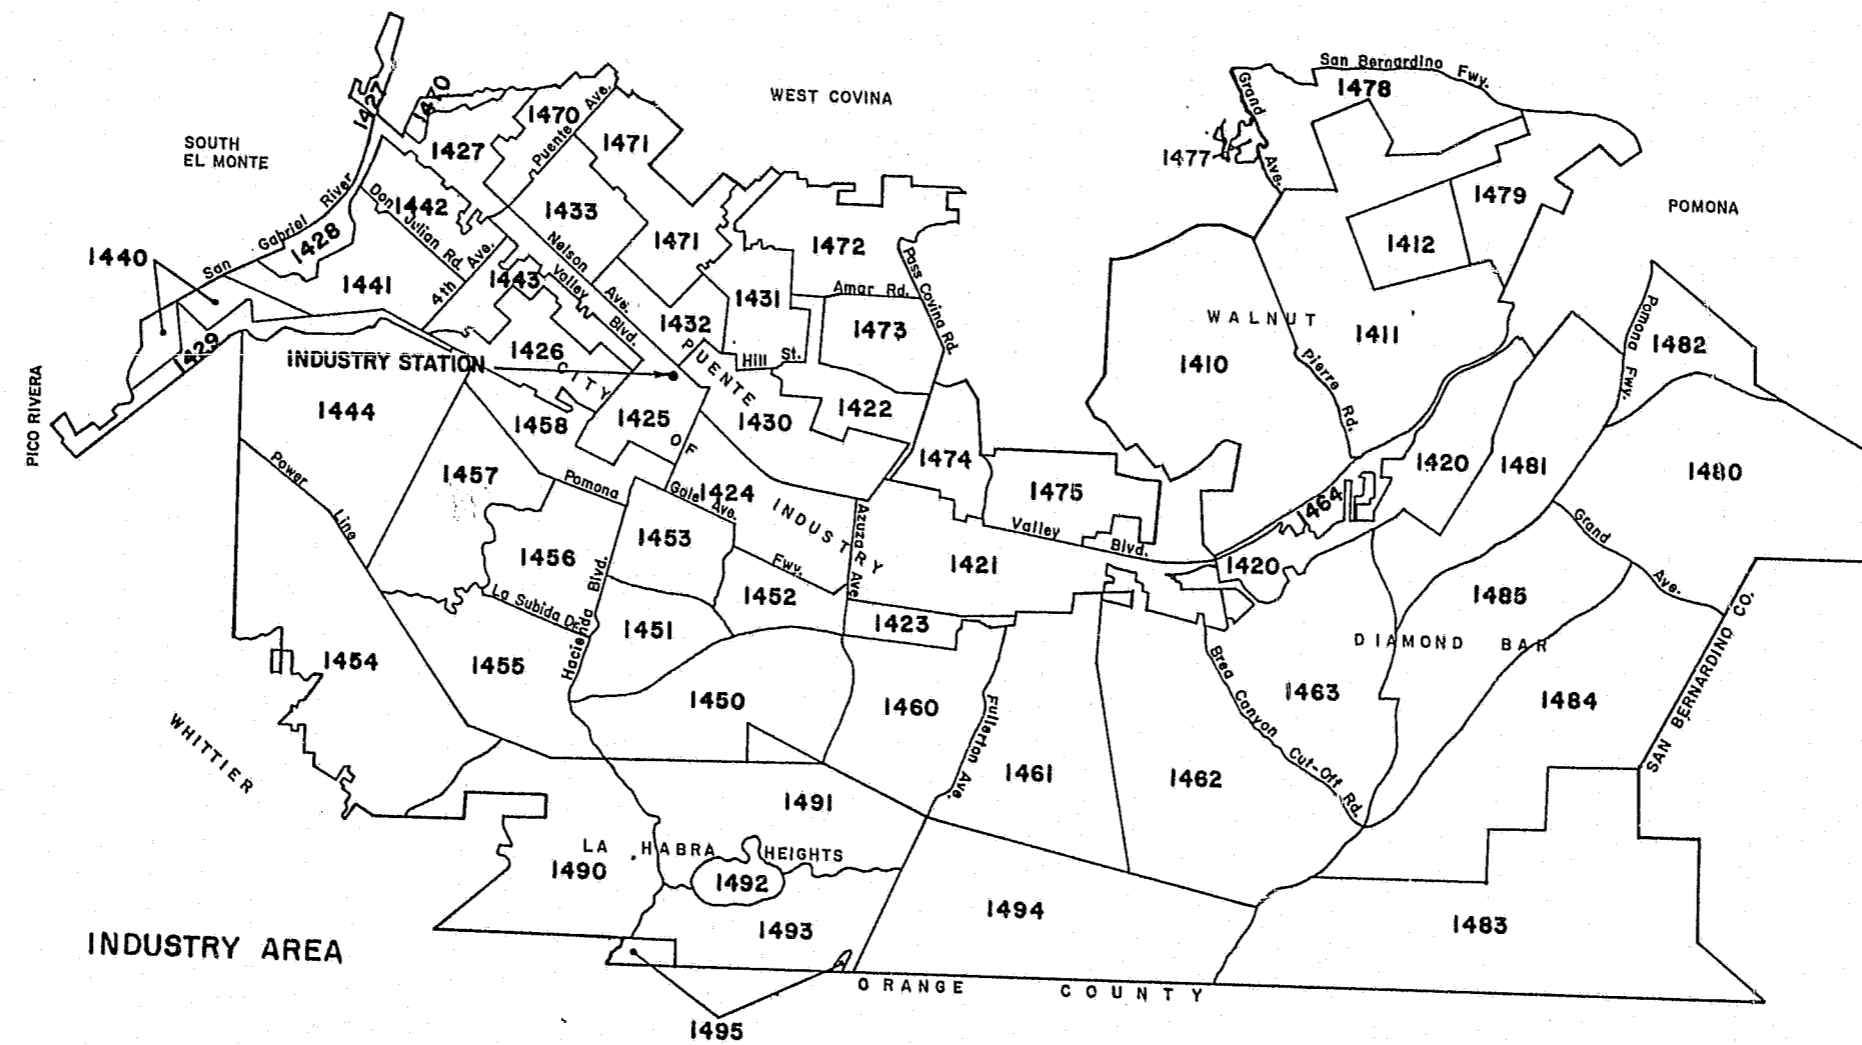 San Bernardino Fwy.
1478
Grand
Ave.
1477
1479
POMONA
1412
WEST COVINA
SOUTH
EL MONTE
1427
1470
1470
Puente Ave.
1471
1427
1442
Don Julian Rd.
1433
1471
1472
San Gabriel River
1428
1440
1441
4th Ave.
1443
Nelson Ave.
Valley Blvd.
1431
Amar Rd.
Pass Covina Rd.
1473
1432
1429
1426
INDUSTRY STATION
Hill St.
PUENTE
CITY OF INDUSTRY
WALNUT
1410
1411
Pierre Rd.
Pomona Fwy.
1482
PICO RIVERA
1444
1458
1425
1430
1422
1474
1475
1420
1481
1480
1457
Power Line
Pomona Fwy.
Gale Ave.
1424
Azuza Ave.
Valley Blvd.
1464
1456
1453
1421
1420
Grand Ave.
La Subida Dr.
Hacienda Blvd.
1452
1423
1451
1485
DIAMOND BAR
1454
1455
1450
1460
Fullerton Ave.
1461
1462
Brea Canyon Cut-Off Rd.
1463
1484
SAN BERNARDINO CO.
WHITTIER
1491
LA HABRA HEIGHTS
1490
1492
1493
1494
1483
INDUSTRY AREA
ORANGE COUNTY
1495